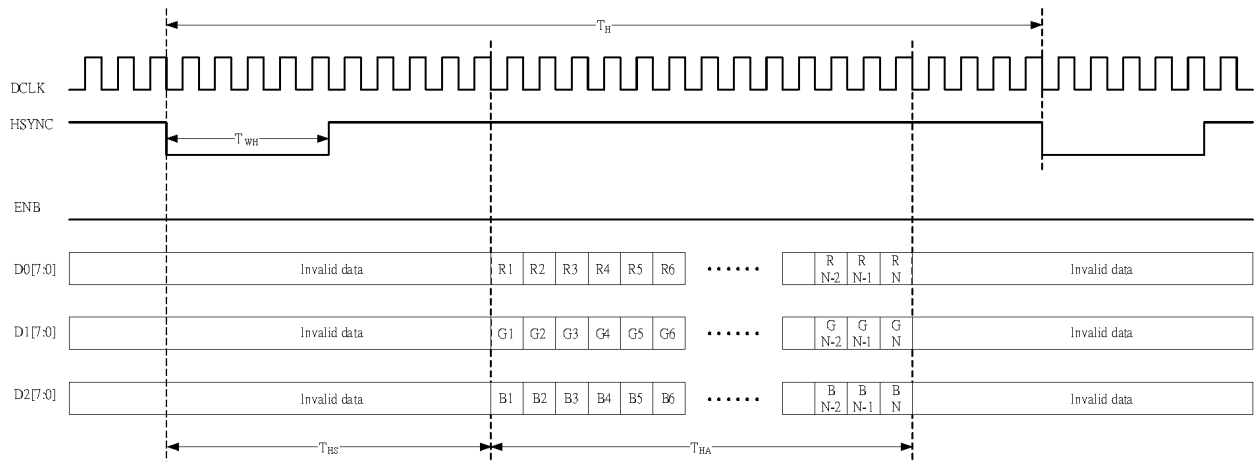 TH
DCLK
HSYNC
TWH
ENB
D0[7:0] Invalid data R1 R2 R3 R4 R5 R6 ...... R N-2 R N-1 R N Invalid data
D1[7:0] Invalid data G1 G2 G3 G4 G5 G6 ...... G N-2 G N-1 G N Invalid data
D2[7:0] Invalid data B1 B2 B3 B4 B5 B6 ...... B N-2 B N-1 B N Invalid data
THS THA